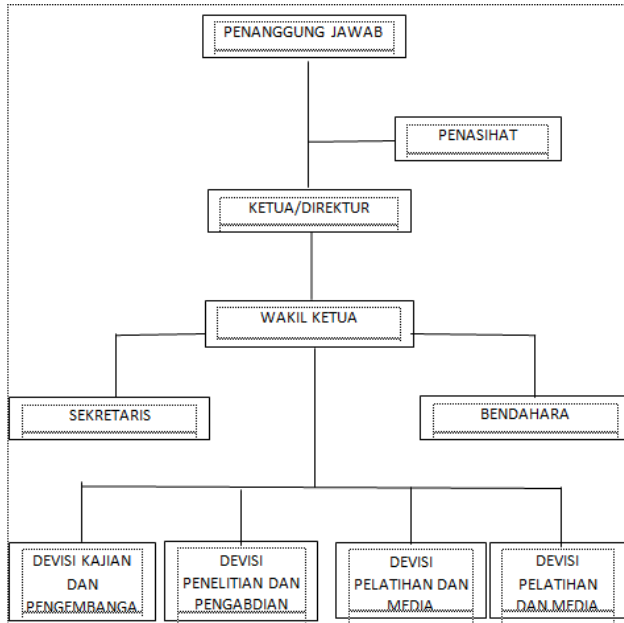 PENANGGUNG JAWAB
PENASIHAT
KETUA/DIREKTUR
WAKIL KETUA
SEKRETARIS
BENDAHARA
DEVISI KAJIAN
DAN
PENGEMBANGA
DEVISI
PENELITIAN DAN
PENGABDIAN
DEVISI
PELATIHAN DAN
MEDIA
DEVISI
PELATIHAN
DAN MEDIA